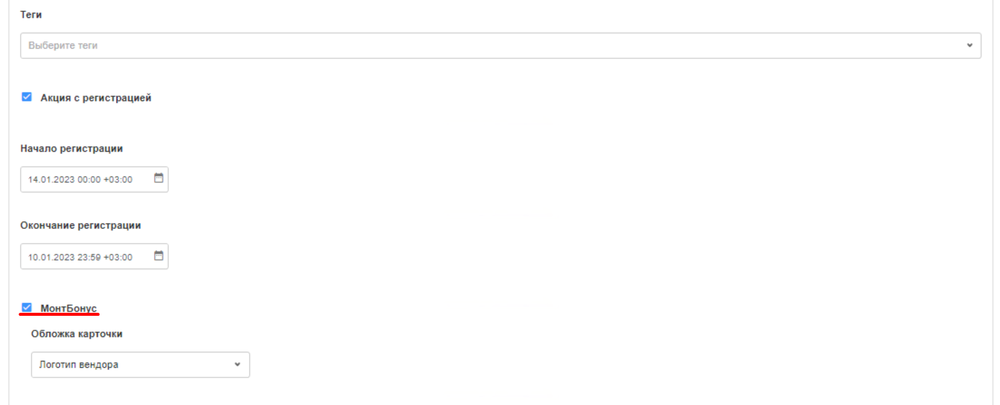 Теги
Выберите теги
Акция с регистрацией
Начало регистрации
14.01.2023 00:00 +03:00
Окончание регистрации
10.01.2023 23:59 +03:00
МонтБонус
Обложка карточки
Логотип вендора